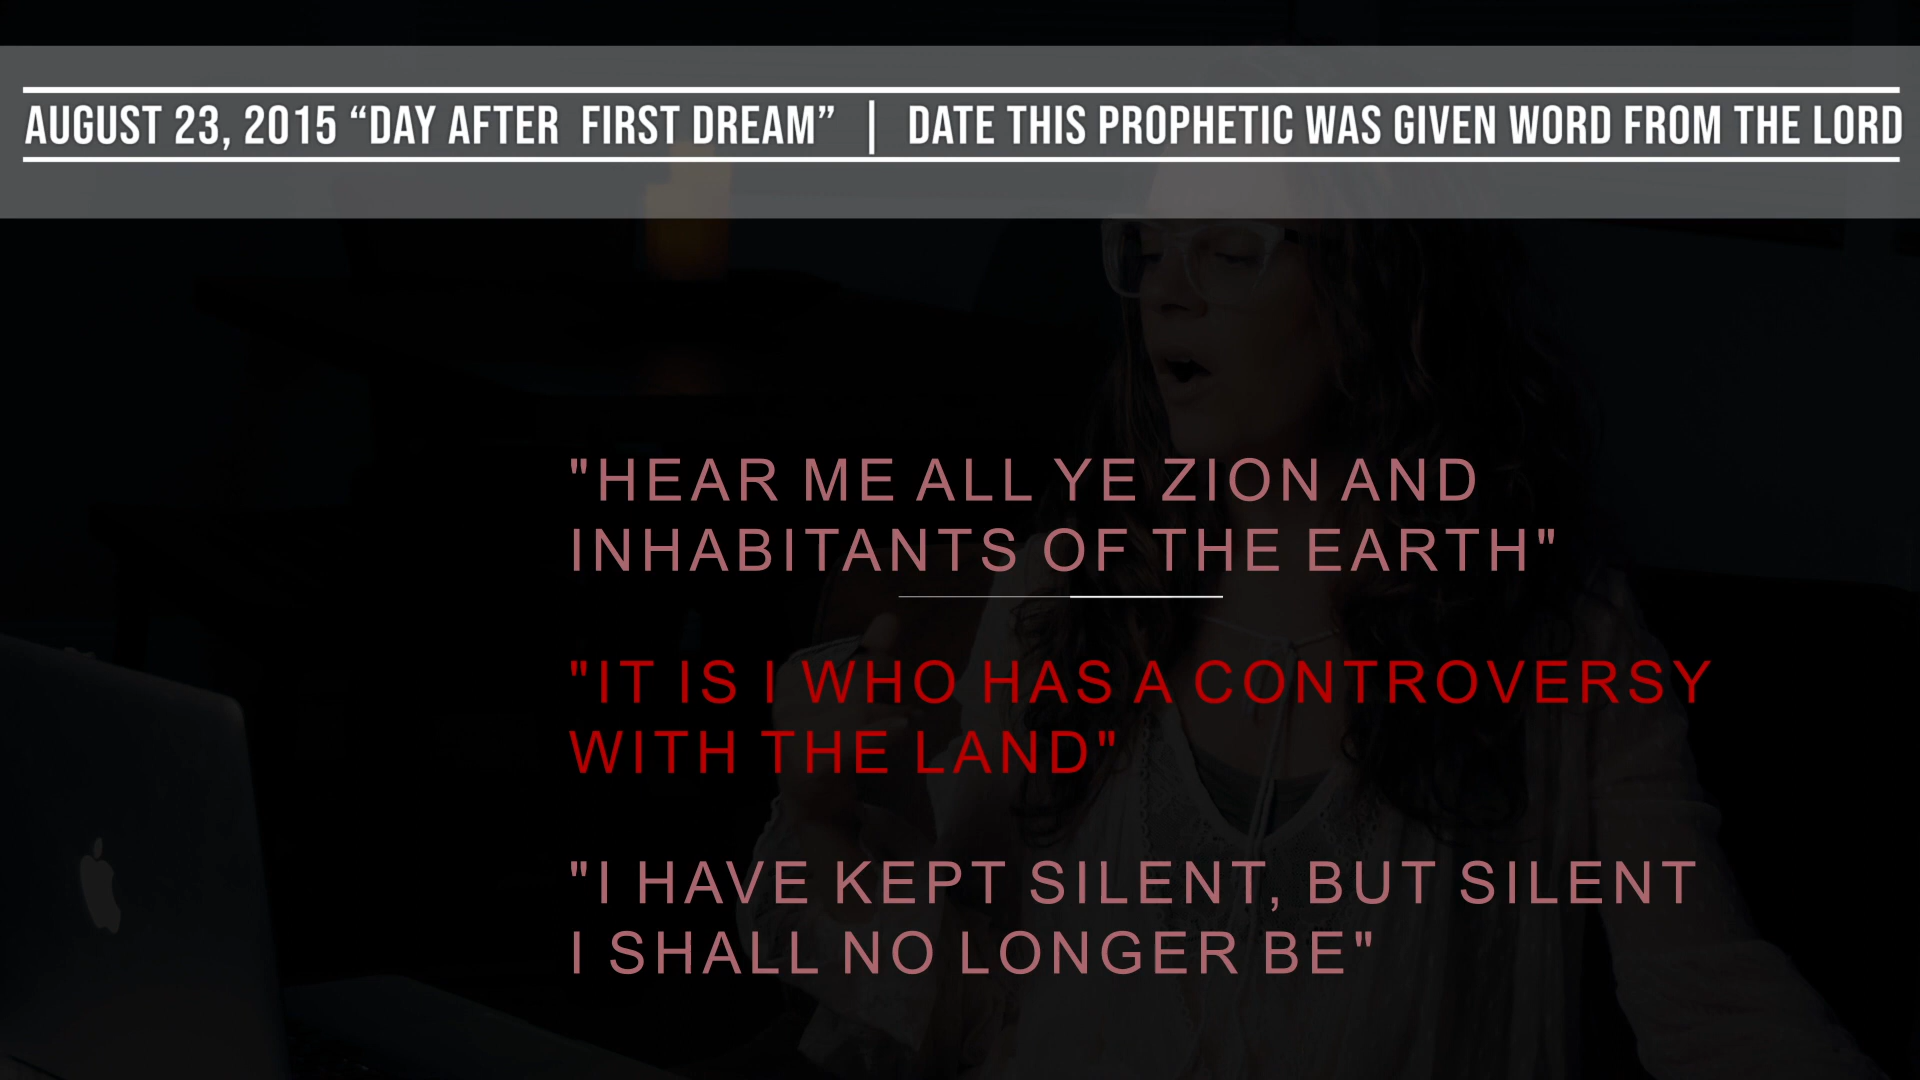 AUGUST 23, 2015 “DAY AFTER FIRST DREAM” | DATE THIS PROPHETIC WAS GIVEN WORD FROM THE LORD
"HEAR ME ALL YE ZION AND
INHABITANTS OF THE EARTH"
"IT IS I WHO HAS A CONTROVERSY
WITH THE LAND"
"I HAVE KEPT SILENT, BUT SILENT
I SHALL NO LONGER BE"